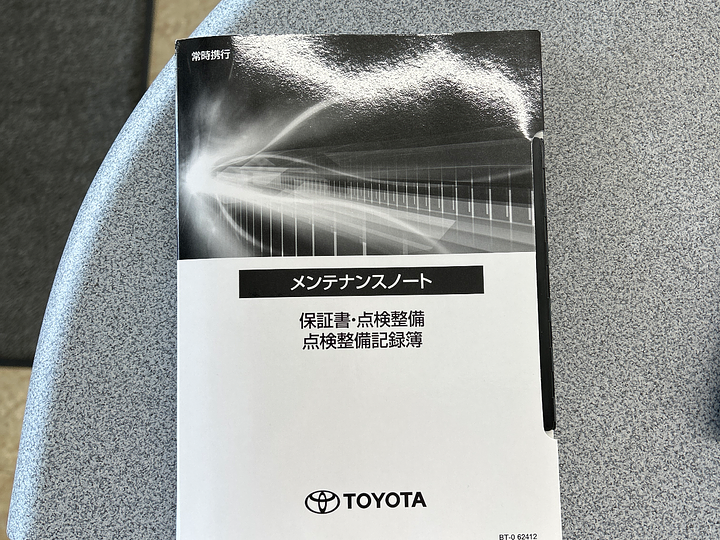 常時携行
メンテナンスノート
保証書・点検整備
点検整備記録簿
TOYOTA
BT-0 62412